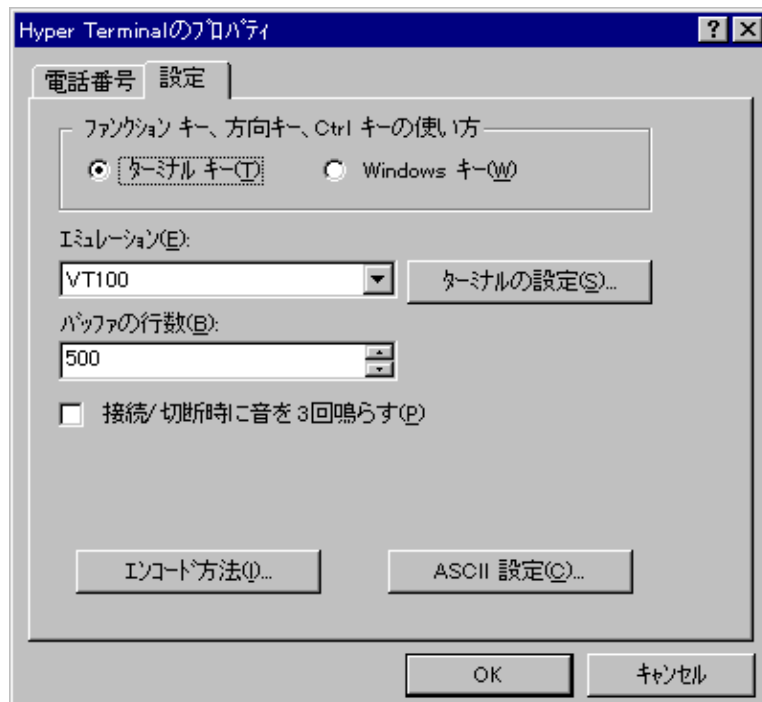 Hyper Terminalのﾌﾟﾛﾊﾟﾃｨ
電話番号 設定
ﾌｧﾝｸｼｮﾝ ｷｰ、方向ｷｰ、Ctrl ｷｰの使い方
ﾀｰﾐﾅﾙ ｷｰ(T) Windows ｷｰ(W)
ｴﾐｭﾚｰｼｮﾝ(E):
VT100 ﾀｰﾐﾅﾙの設定(S)...
ﾊﾞｯﾌｧの行数(B):
500
接続/切断時に音を3回鳴らす(P)
ｴﾝｺｰﾄﾞ方法(I)... ASCII 設定(C)...
OK ｷｬﾝｾﾙ